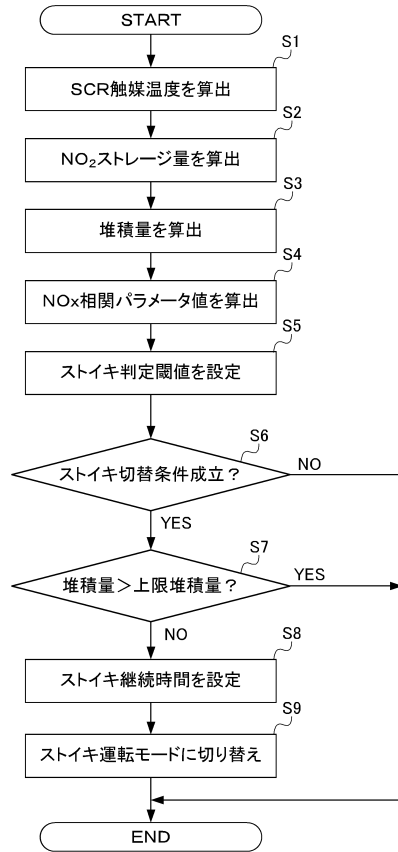 START
S1
SCR触媒温度を算出
S2
NO₂ストレージ量を算出
S3
堆積量を算出
S4
NOx相関パラメータ値を算出
S5
ストイキ判定閾値を設定
S6
ストイキ切替条件成立？
NO
YES
S7
堆積量＞上限堆積量？
YES
NO
S8
ストイキ継続時間を設定
S9
ストイキ運転モードに切り替え
END